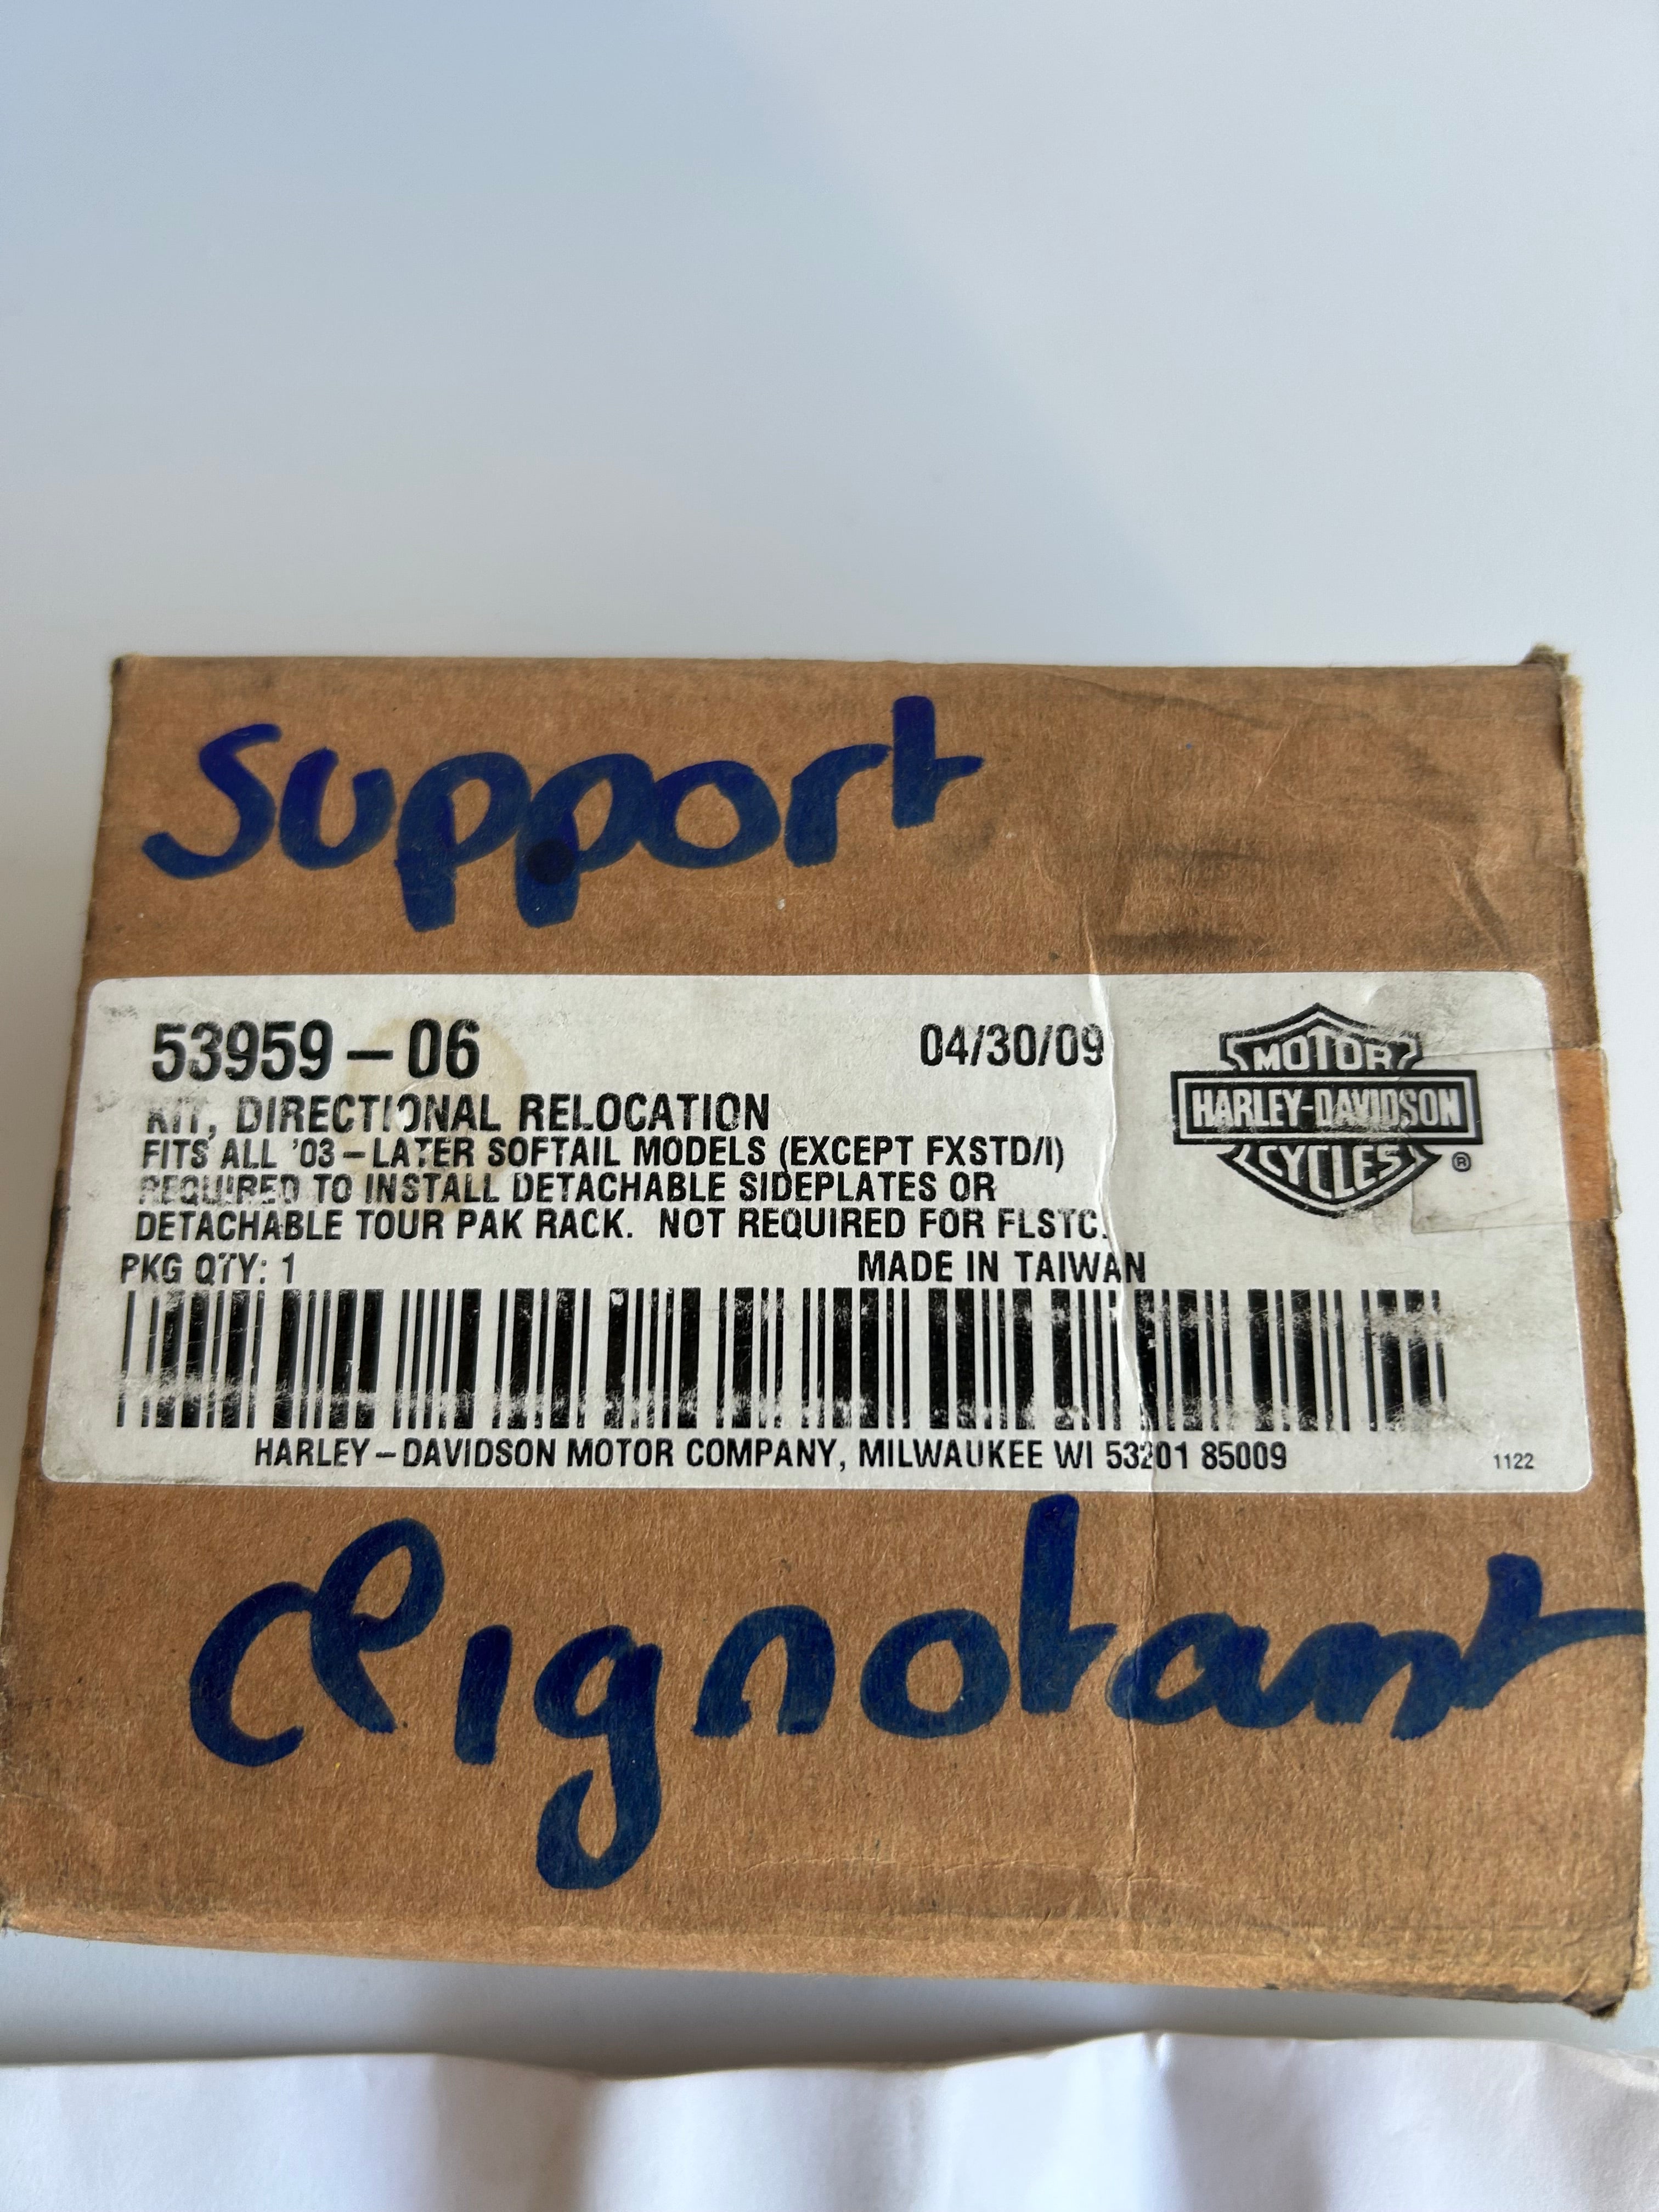 Support
53959-06 04/30/09
KIT, DIRECTIONAL RELOCATION
FITS ALL '03-LATER SOFTAIL MODELS (EXCEPT FXSTD/I)
REQUIRED TO INSTALL DETACHABLE SIDEPLATES OR
DETACHABLE TOUR PAK RACK. NOT REQUIRED FOR FLSTC.
PKG QTY: 1 MADE IN TAIWAN
MOTOR
HARLEY-DAVIDSON
CYCLES ®
HARLEY-DAVIDSON MOTOR COMPANY, MILWAUKEE WI 53201 85009 1122
Clignotant